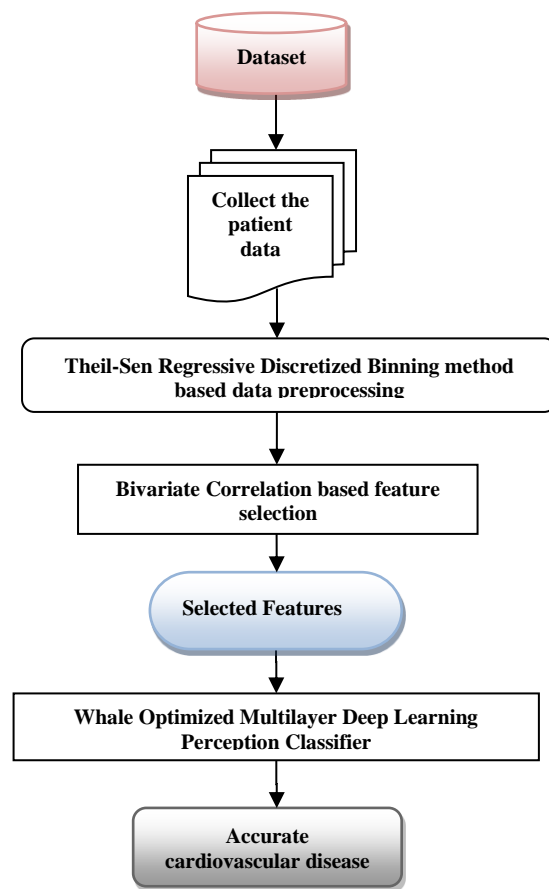 Dataset
Collect the
patient
data
Theil-Sen Regressive Discretized Binning method
based data preprocessing
Bivariate Correlation based feature
selection
Selected Features
Whale Optimized Multilayer Deep Learning
Perception Classifier
Accurate
cardiovascular disease